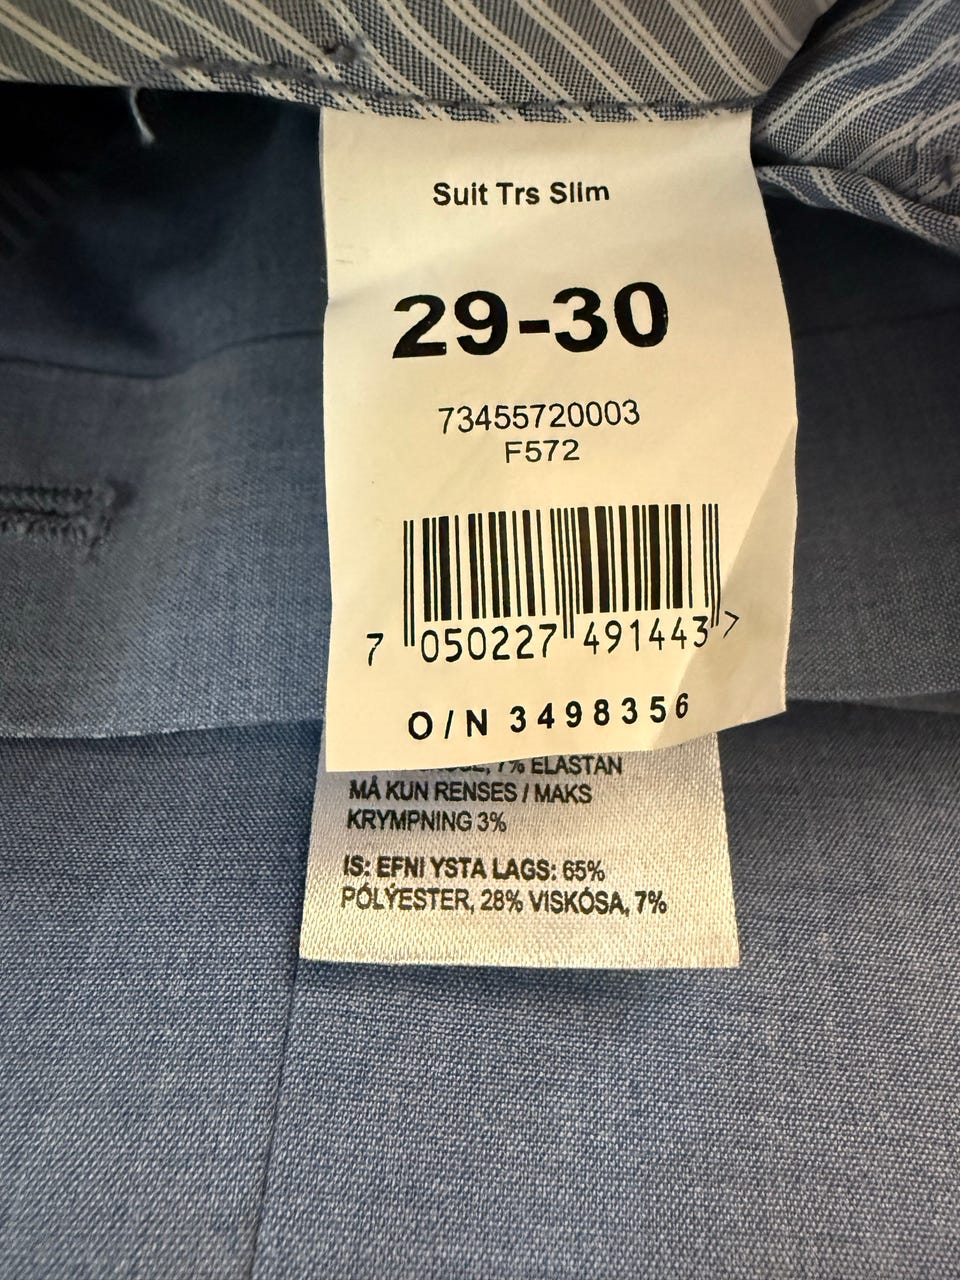 Suit Trs Slim
29-30
73455720003
F572
7 050227 491443 >
O/N 3498356
7% ELASTAN
MÅ KUN RENSES / MAKS
KRYMPNING 3%
IS: EFNI YSTA LAGS: 65%
PÓLÝESTER, 28% VISKÓSA, 7%